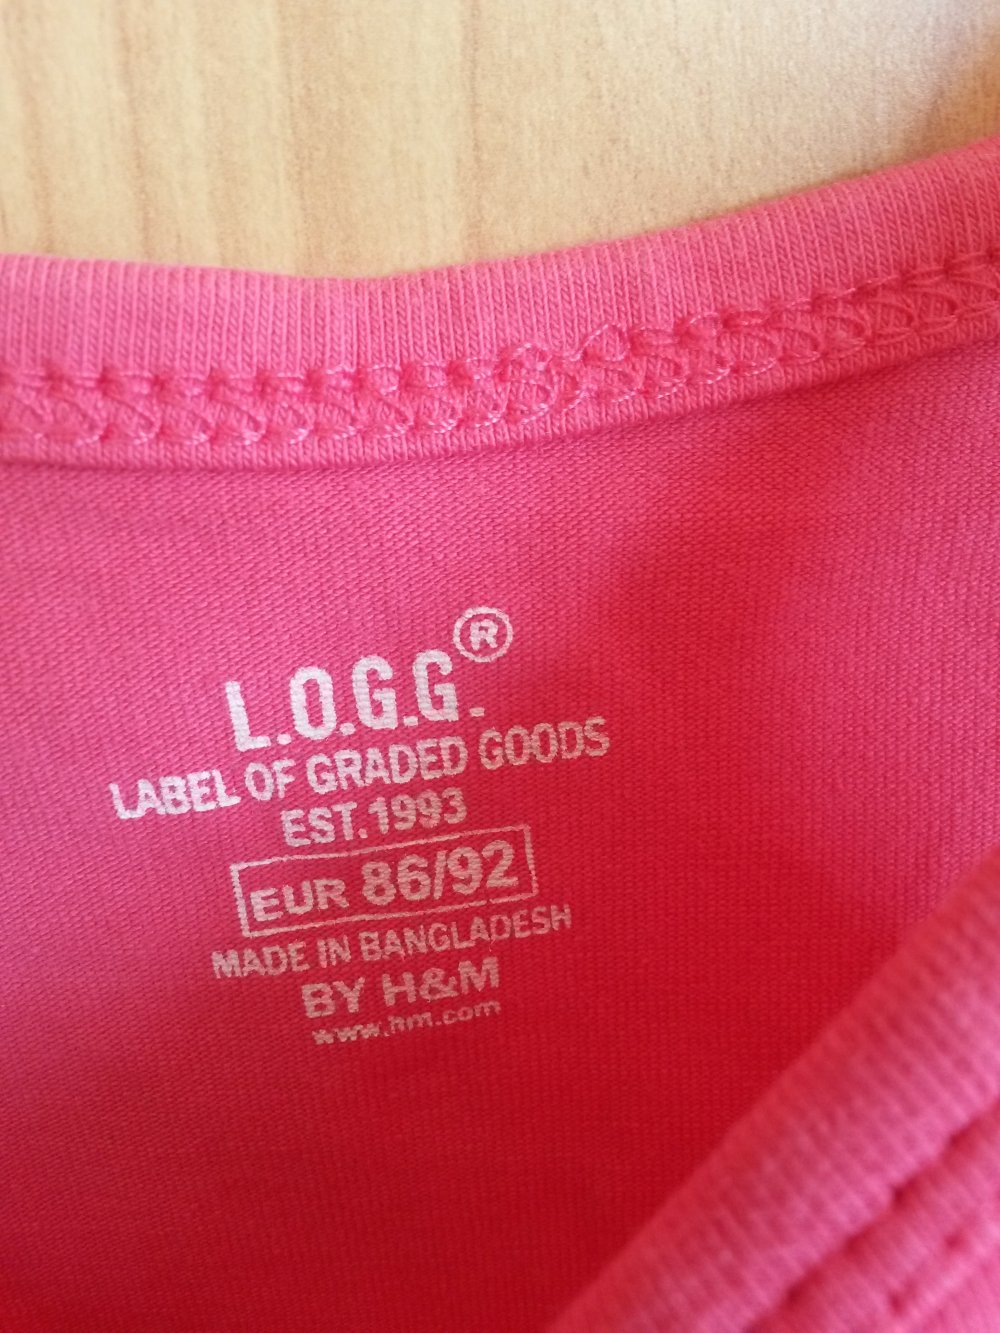 L.O.G.G.®
LABEL OF GRADED GOODS
EST.1993
EUR 86/92
MADE IN BANGLADESH
BY H&M
www.hm.com